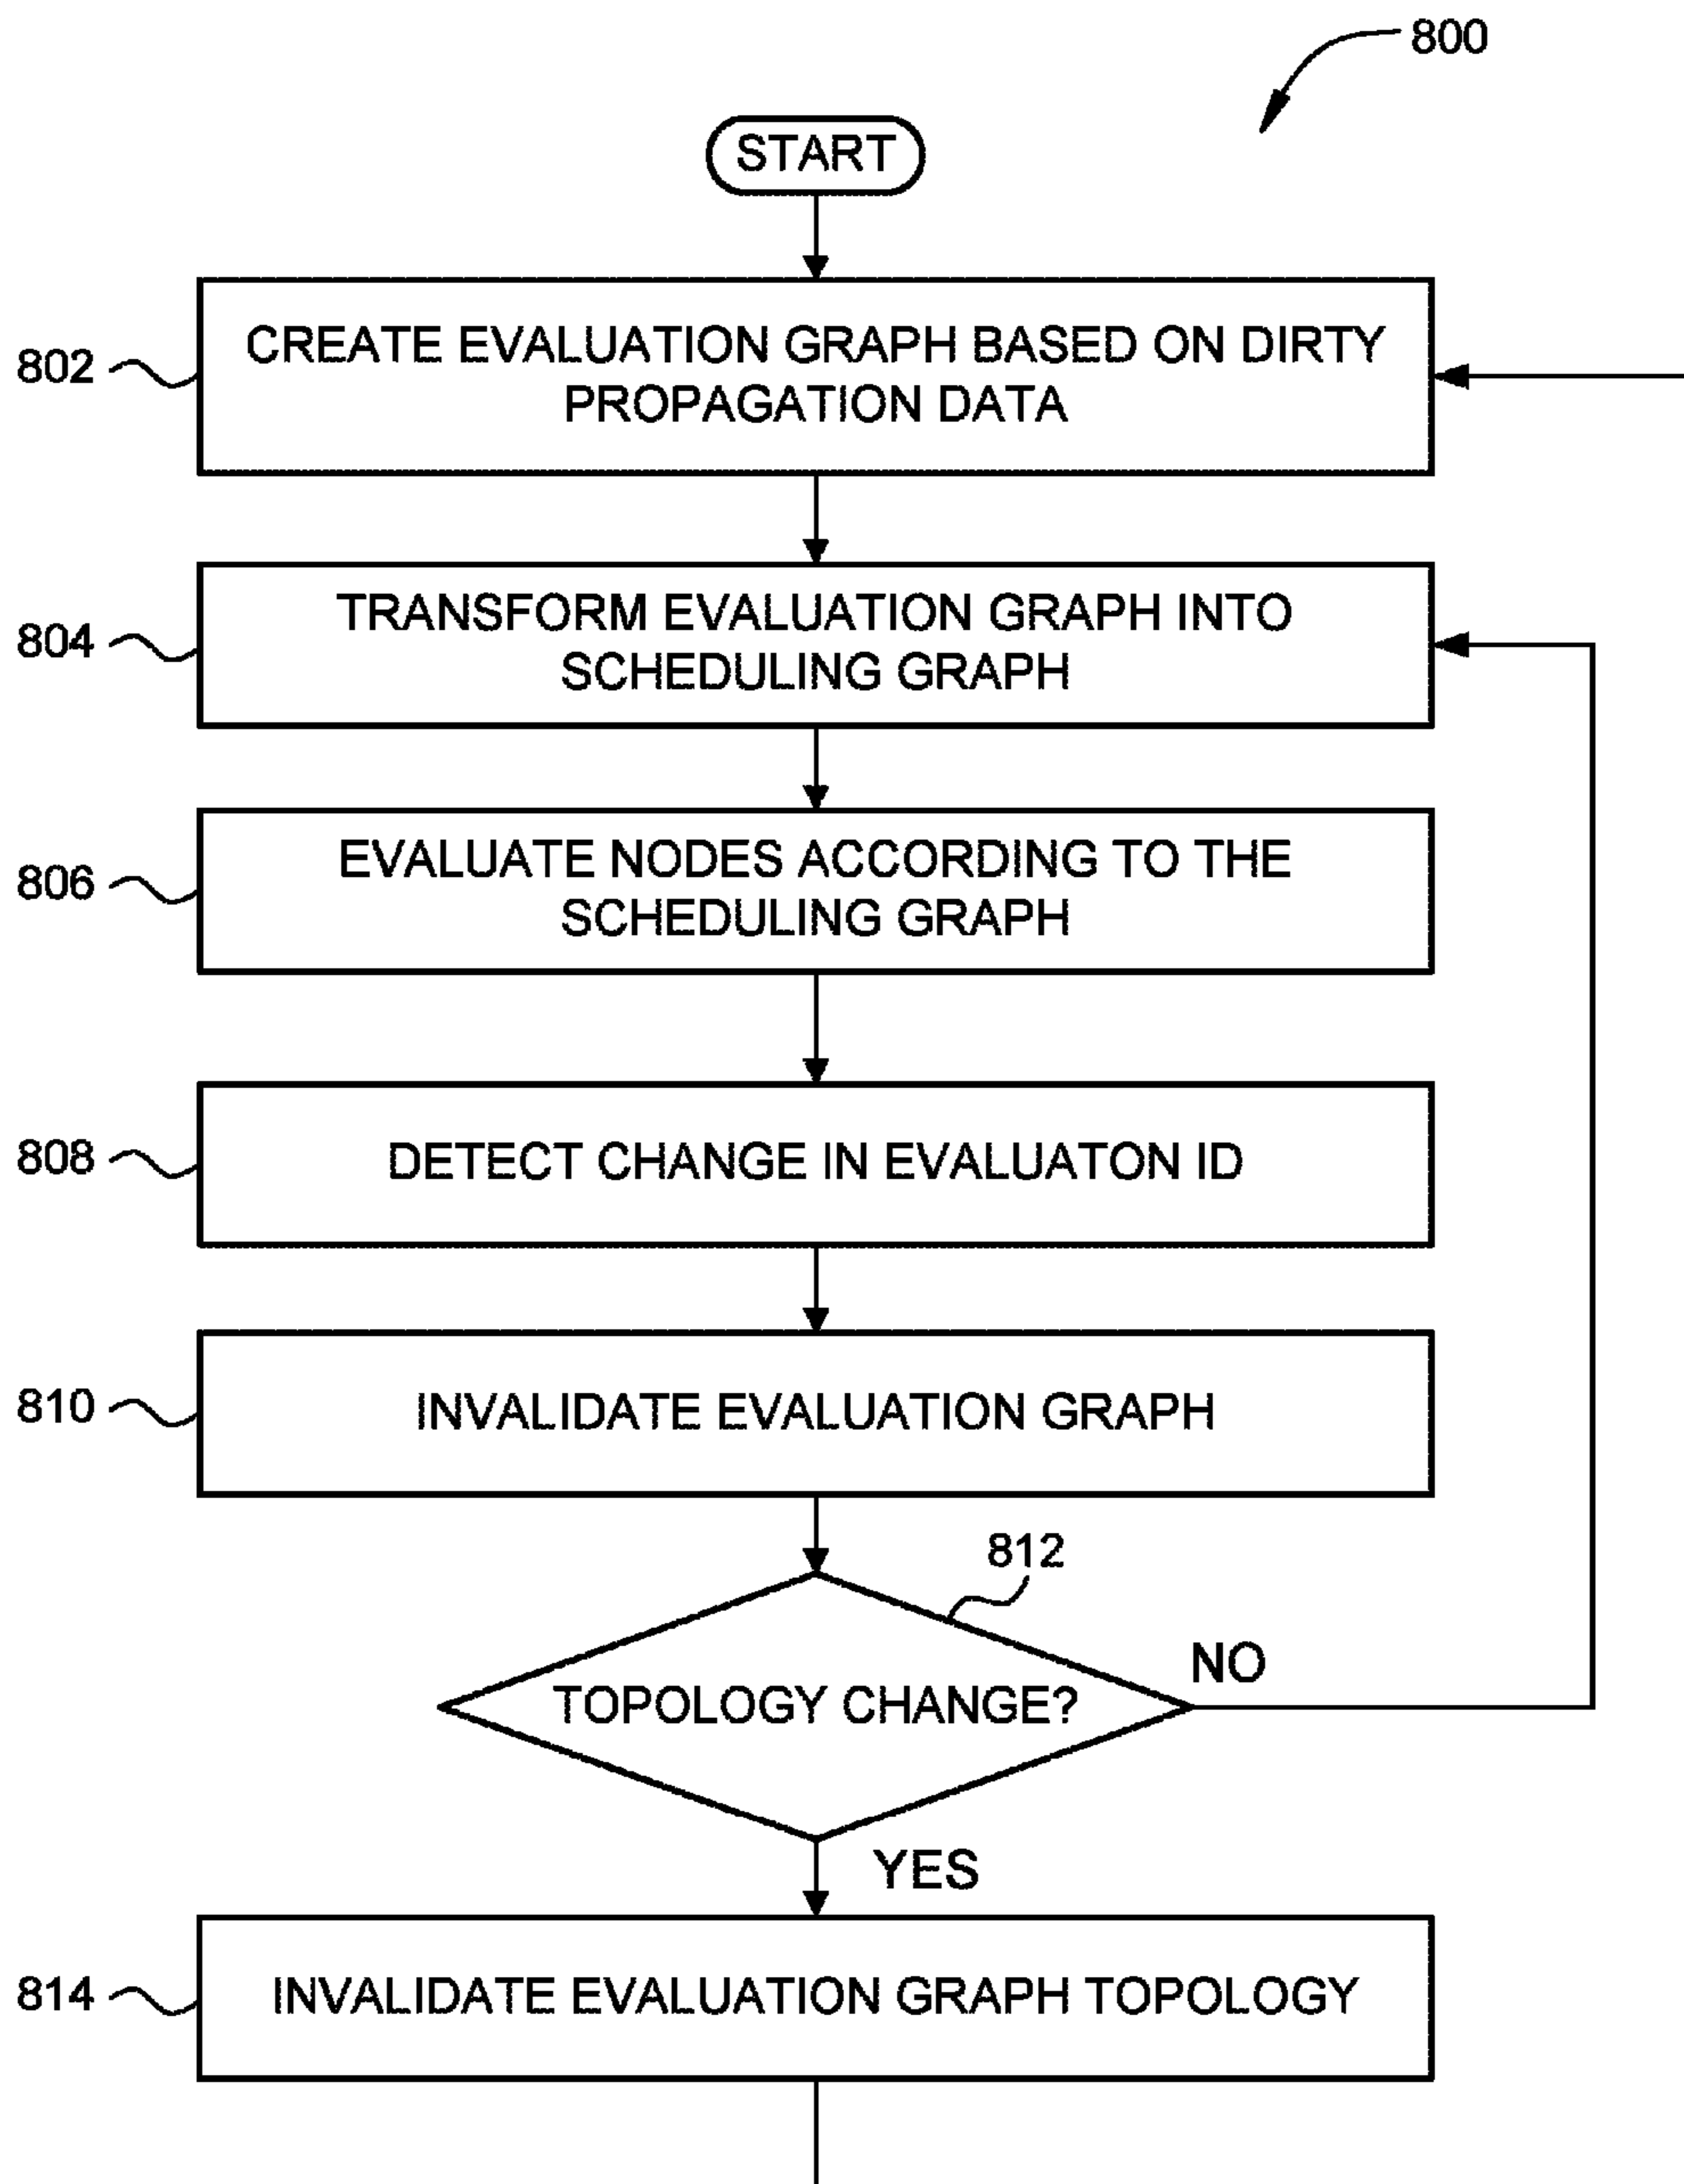 800
START
802
CREATE EVALUATION GRAPH BASED ON DIRTY
PROPAGATION DATA
804
TRANSFORM EVALUATION GRAPH INTO
SCHEDULING GRAPH
806
EVALUATE NODES ACCORDING TO THE
SCHEDULING GRAPH
808
DETECT CHANGE IN EVALUATON ID
810
INVALIDATE EVALUATION GRAPH
812
TOPOLOGY CHANGE?
NO
YES
814
INVALIDATE EVALUATION GRAPH TOPOLOGY